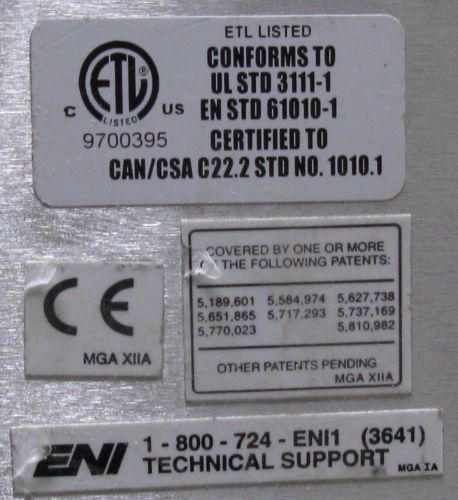 ETL LISTED
CONFORMS TO
UL STD 3111-1
EN STD 61010-1
CERTIFIED TO
CAN/CSA C22.2 STD NO. 1010.1
ETL ®
LISTED
C US
9700395
CE
MGA XIIA
COVERED BY ONE OR MORE
OF THE FOLLOWING PATENTS:
5,189,601 5,584,974 5,627,738
5,651,865 5,717,293 5,737,169
5,770,023 5,810,982
OTHER PATENTS PENDING
MGA XIIA
ENI 1 - 800 - 724 - ENI1 (3641)
TECHNICAL SUPPORT MGA IA